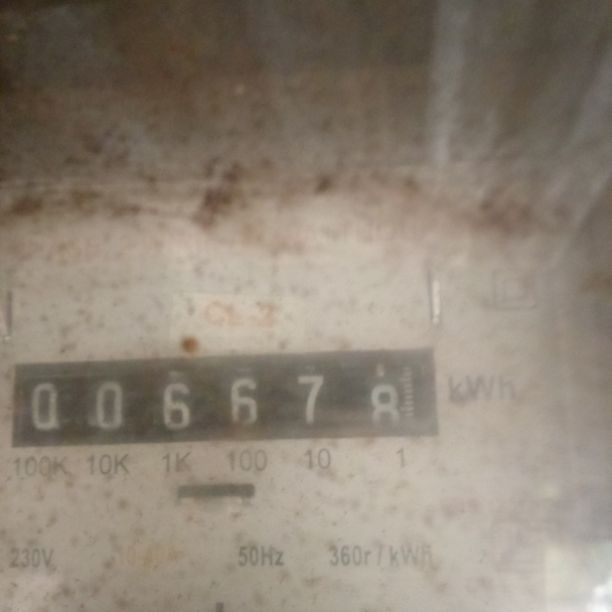 CL.2
006678 kWh
100K 10K 1K 100 10 1
230V 50Hz 360r / kWh